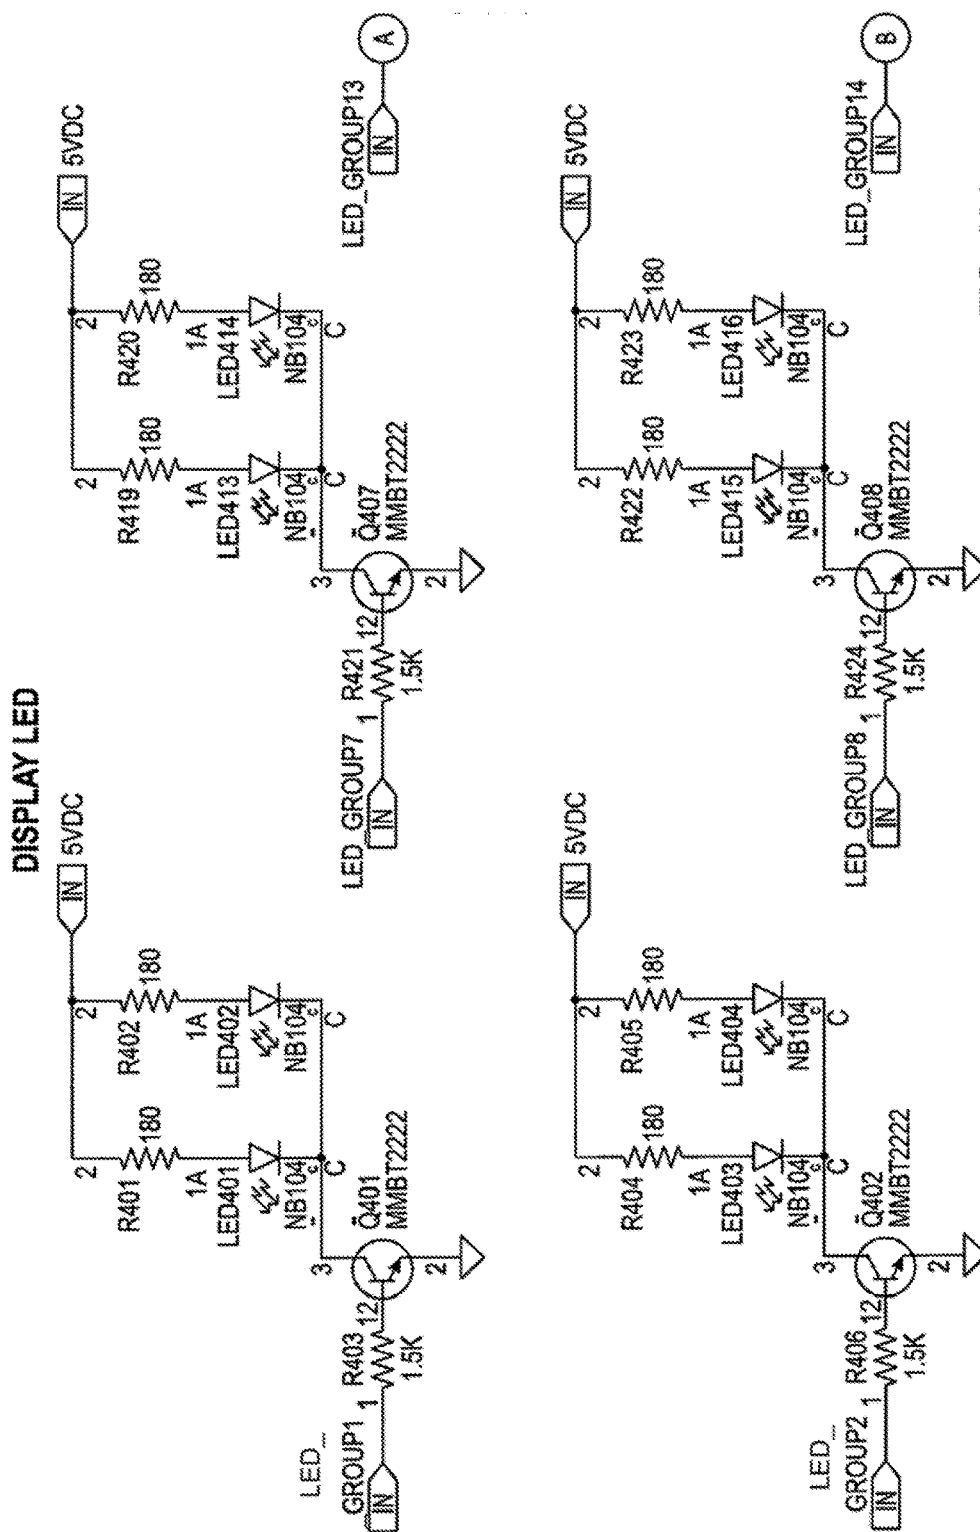 DISPLAY LED
IN 5VDC
2
2
R401
180
R402
180
1A
LED401
NB104
c
C
1A
LED402
NB104
c
C
3
Q401
MMBT2222
2
LED_
GROUP1
IN
1
R403
1.5K
12
IN 5VDC
2
2
R419
180
R420
180
1A
LED413
NB104
c
C
1A
LED414
NB104
c
C
3
Q407
MMBT2222
2
LED_GROUP7
IN
1
R421
1.5K
12
LED_GROUP13
IN
A
IN 5VDC
2
2
R404
180
R405
180
1A
LED403
NB104
c
C
1A
LED404
NB104
c
C
3
Q402
MMBT2222
2
LED_
GROUP2
IN
1
R406
1.5K
12
IN 5VDC
2
2
R422
180
R423
180
1A
LED415
NB104
c
C
1A
LED416
NB104
c
C
3
Q408
MMBT2222
2
LED_GROUP8
IN
1
R424
1.5K
12
LED_GROUP14
IN
B